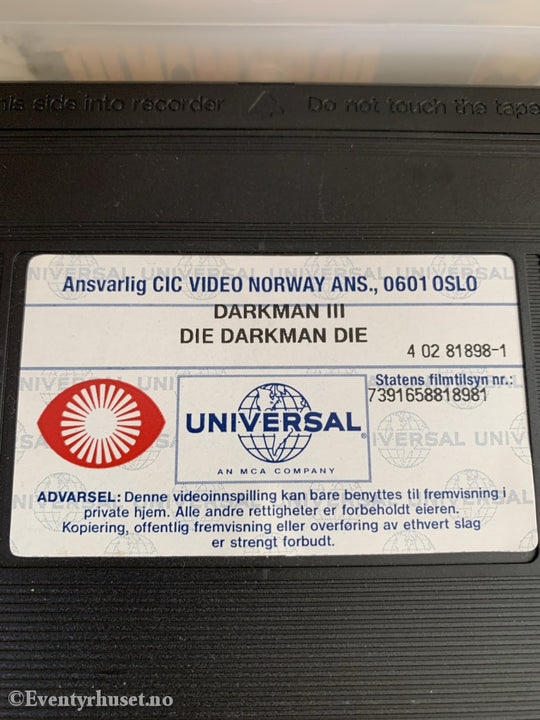 his side into recorder Do not touch the tape
Ansvarlig CIC VIDEO NORWAY ANS., 0601 OSLO
DARKMAN III
DIE DARKMAN DIE
4 02 81898-1
Statens filmtilsyn nr.:
7391658818981
UNIVERSAL
AN MCA COMPANY
ADVARSEL: Denne videoinnspilling kan bare benyttes til fremvisning i
private hjem. Alle andre rettigheter er forbeholdt eieren.
Kopiering, offentlig fremvisning eller overføring av ethvert slag
er strengt forbudt.
©Eventyrhuset.no